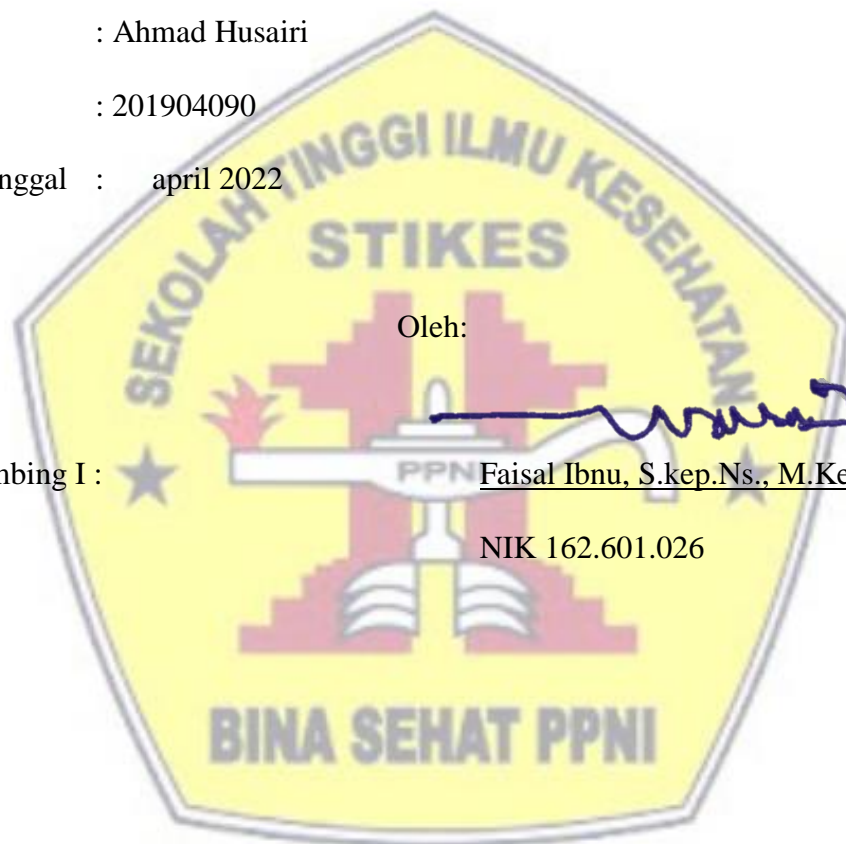 : Ahmad Husairi
: 201904090
nggal : april 2022
SEKOLAH TINGGI ILMU KESEHATAN
STIKES
Oleh:
PPNI
nbing I :
Faisal Ibnu, S.kep.Ns., M.Ke
NIK 162.601.026
BINA SEHAT PPNI